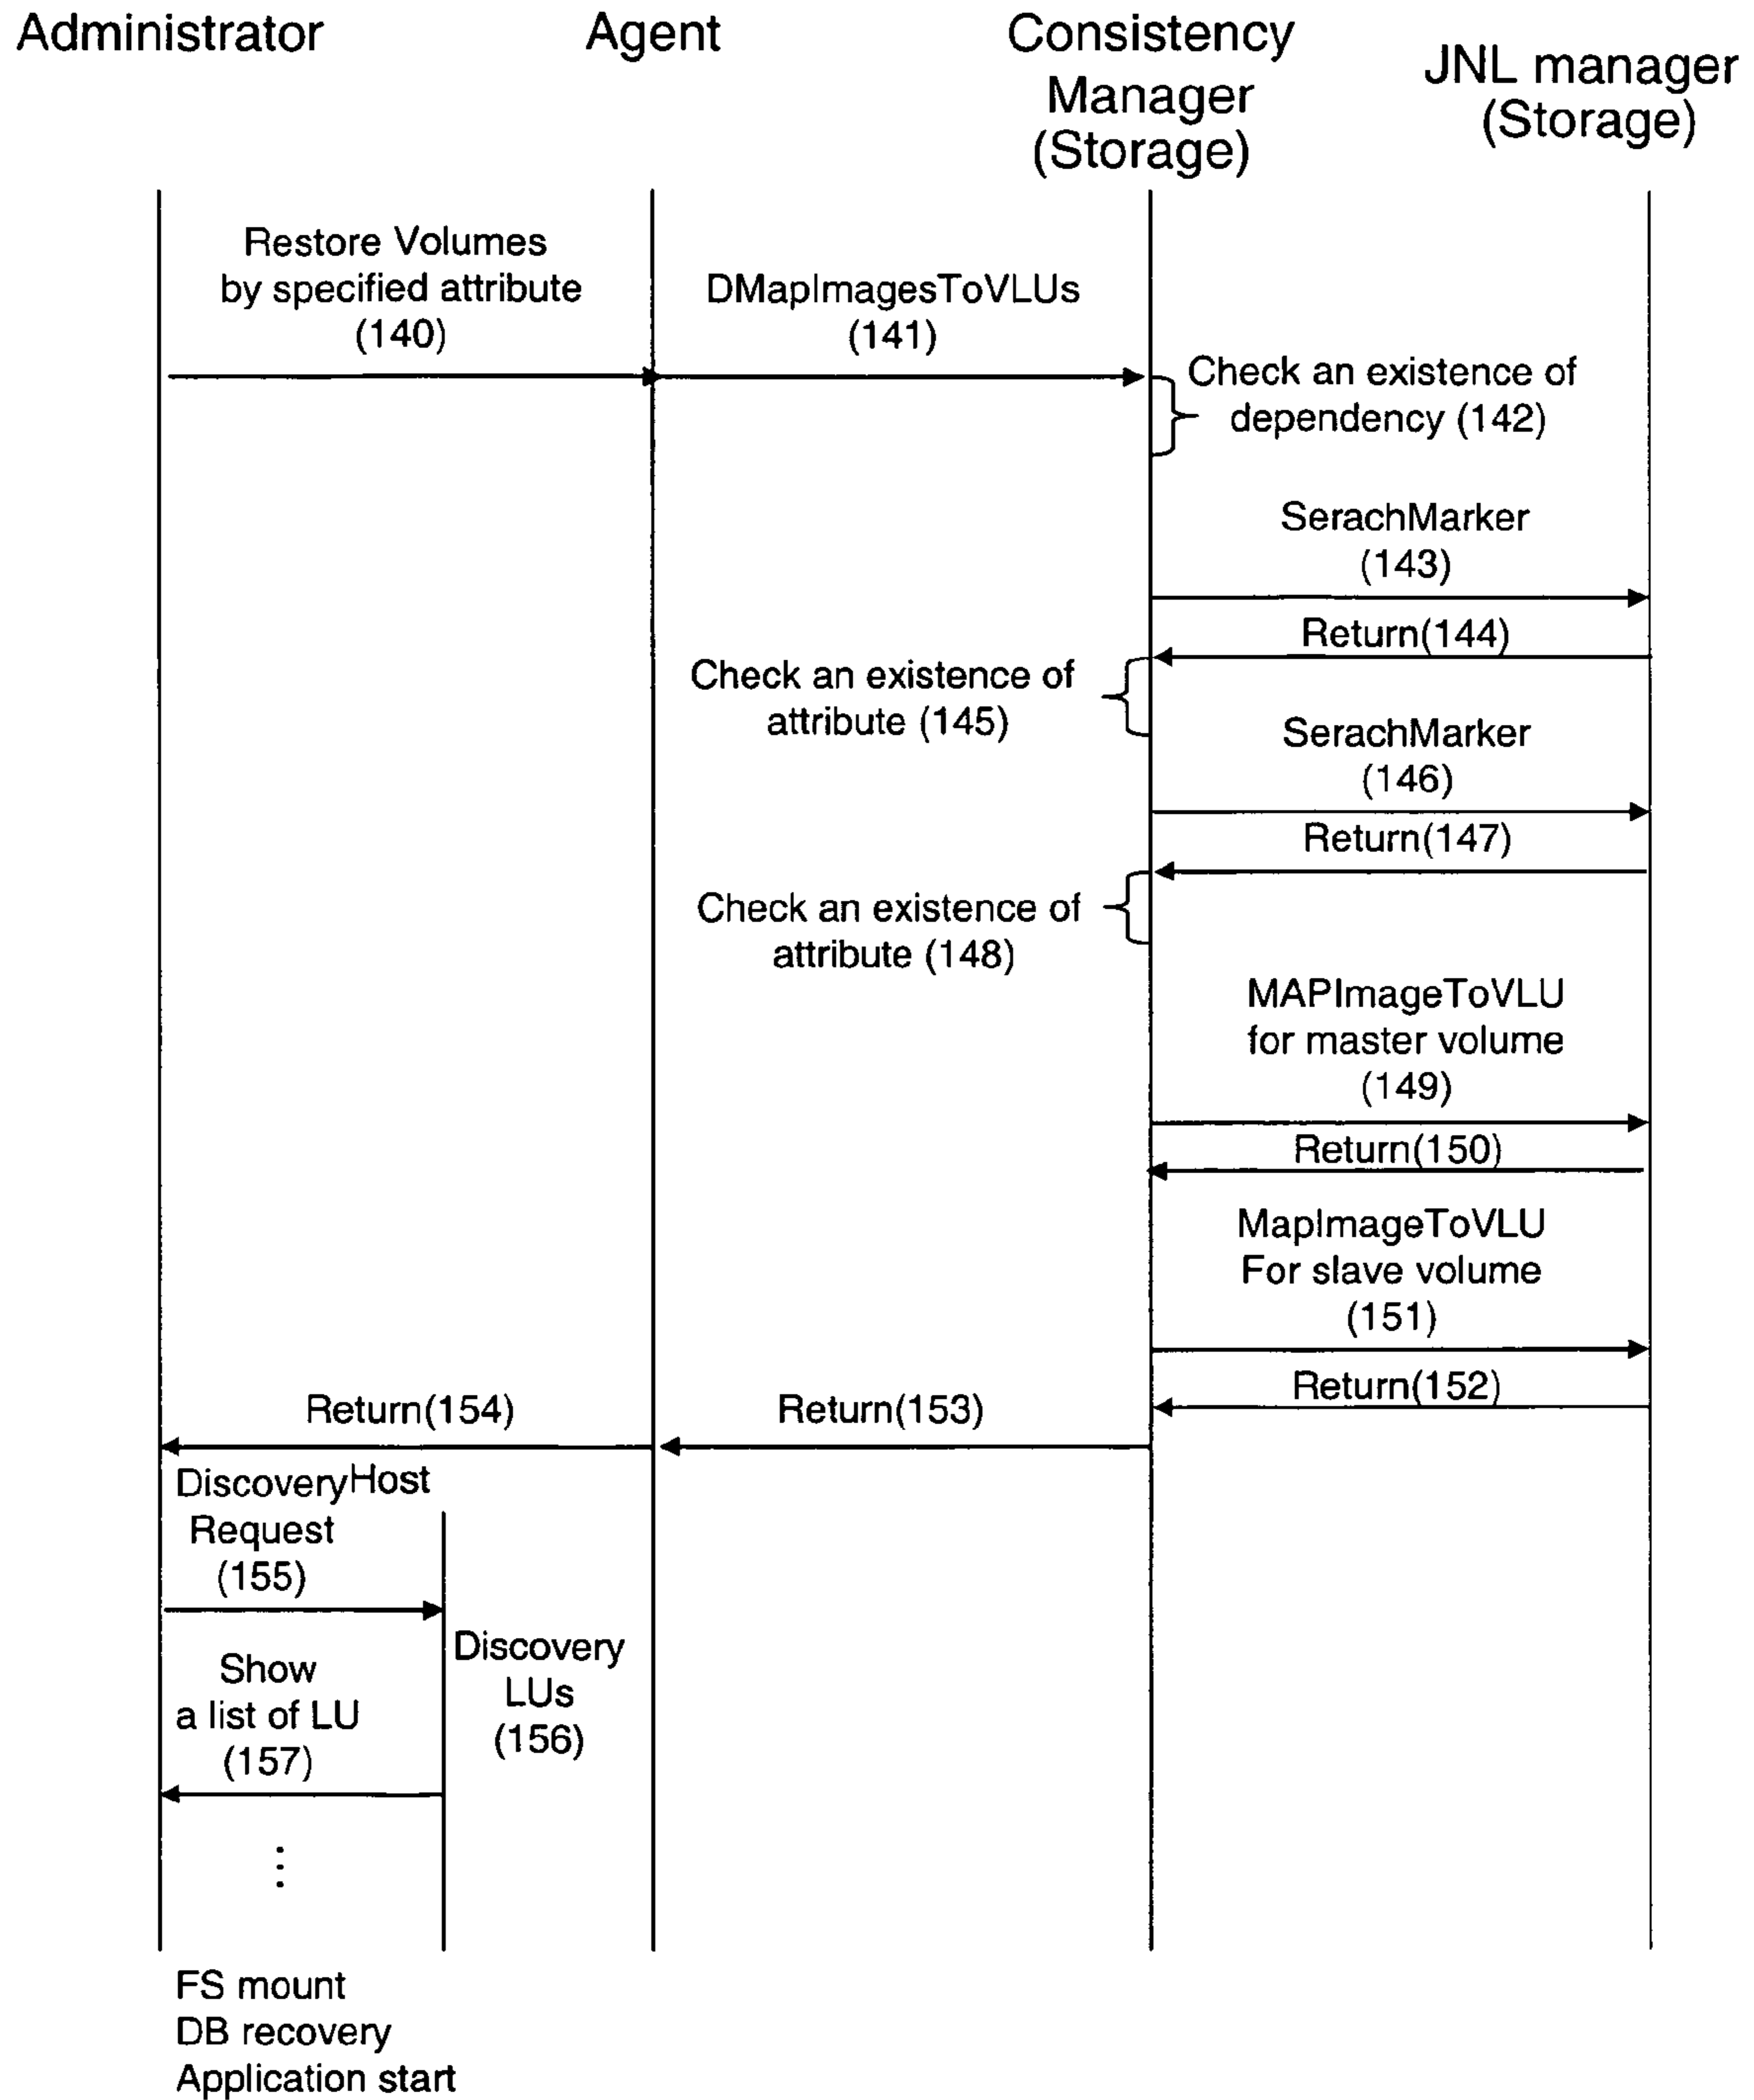 Administrator
Agent
Consistency
Manager
(Storage)
JNL manager
(Storage)
Restore Volumes
by specified attribute
(140)
DMapImagesToVLUs
(141)
Check an existence of
dependency (142)
SerachMarker
(143)
Return(144)
Check an existence of
attribute (145)
SerachMarker
(146)
Return(147)
Check an existence of
attribute (148)
MAPImageToVLU
for master volume
(149)
Return(150)
MapImageToVLU
For slave volume
(151)
Return(152)
Return(154)
Return(153)
Discovery
Host
Request
(155)
Discovery
LUs
(156)
Show
a list of LU
(157)
FS mount
DB recovery
Application start